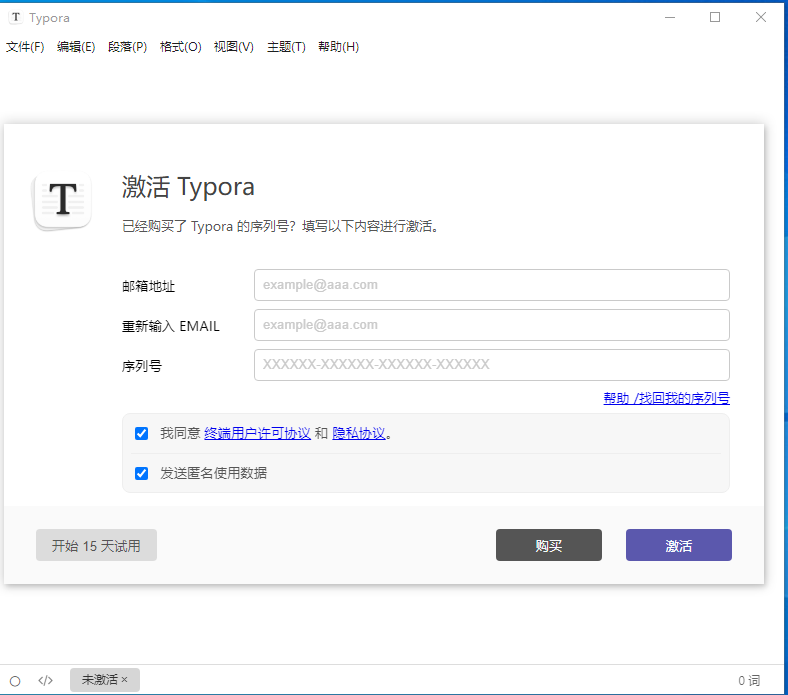 T Typora
文件(F) 编辑(E) 段落(P) 格式(O) 视图(V) 主题(T) 帮助(H)
T
激活 Typora
已经购买了 Typora 的序列号？填写以下内容进行激活。
邮箱地址 example@aaa.com
重新输入 EMAIL example@aaa.com
序列号 XXXXXX-XXXXXX-XXXXXX-XXXXXX
帮助 /找回我的序列号
我同意 终端用户许可协议 和 隐私协议。
发送匿名使用数据
开始 15 天试用 购买 激活
</> 未激活 × 0 词